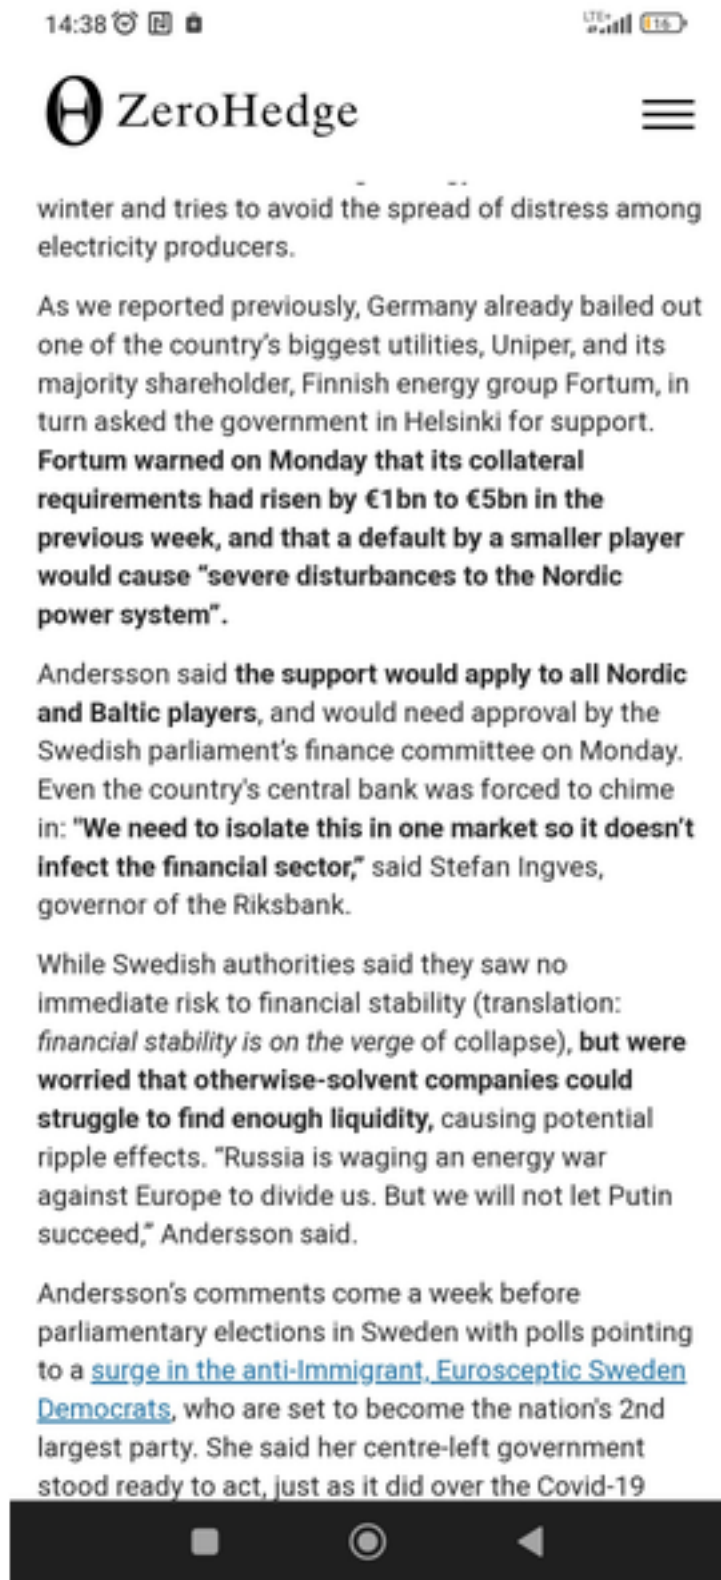 14:38
LTE+
16
ZeroHedge
winter and tries to avoid the spread of distress among
electricity producers.
As we reported previously, Germany already bailed out
one of the country's biggest utilities, Uniper, and its
majority shareholder, Finnish energy group Fortum, in
turn asked the government in Helsinki for support.
Fortum warned on Monday that its collateral
requirements had risen by €1bn to €5bn in the
previous week, and that a default by a smaller player
would cause “severe disturbances to the Nordic
power system”.
Andersson said the support would apply to all Nordic
and Baltic players, and would need approval by the
Swedish parliament's finance committee on Monday.
Even the country's central bank was forced to chime
in: "We need to isolate this in one market so it doesn’t
infect the financial sector,” said Stefan Ingves,
governor of the Riksbank.
While Swedish authorities said they saw no
immediate risk to financial stability (translation:
financial stability is on the verge of collapse), but were
worried that otherwise-solvent companies could
struggle to find enough liquidity, causing potential
ripple effects. “Russia is waging an energy war
against Europe to divide us. But we will not let Putin
succeed,” Andersson said.
Andersson’s comments come a week before
parliamentary elections in Sweden with polls pointing
to a surge in the anti-Immigrant, Eurosceptic Sweden
Democrats, who are set to become the nation's 2nd
largest party. She said her centre-left government
stood ready to act, just as it did over the Covid-19